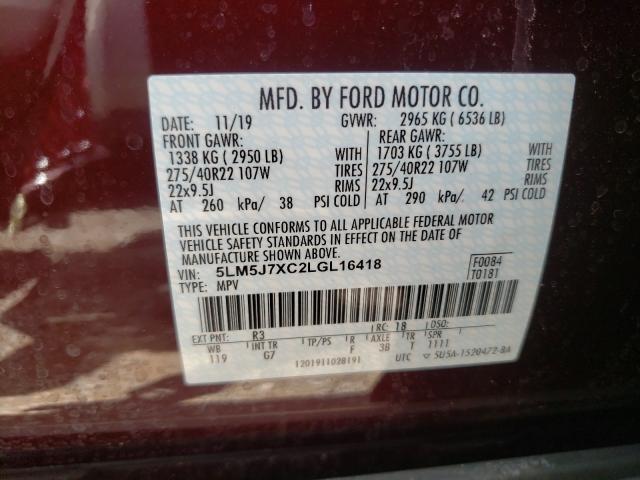 MFD. BY FORD MOTOR CO.
DATE: 11/19 GVWR: 2965 KG ( 6536 LB)
FRONT GAWR: REAR GAWR:
1338 KG ( 2950 LB) WITH 1703 KG ( 3755 LB) WITH
275/40R22 107W TIRES 275/40R22 107W TIRES
22x9.5J RIMS 22x9.5J RIMS
AT 260 kPa/ 38 PSI COLD AT 290 kPa/ 42 PSI COLD
THIS VEHICLE CONFORMS TO ALL APPLICABLE FEDERAL MOTOR
VEHICLE SAFETY STANDARDS IN EFFECT ON THE DATE OF
MANUFACTURE SHOWN ABOVE.
VIN: 5LM5J7XC2LGL16418 F0084
TYPE: MPV T0181
EXT PNT: R3 RC: 18 DSO:
WB INT TR TP/PS R AXLE TR SPR
119 G7 F 3B T 1111
1201911028191 UTC 5U5A-1520472-BA